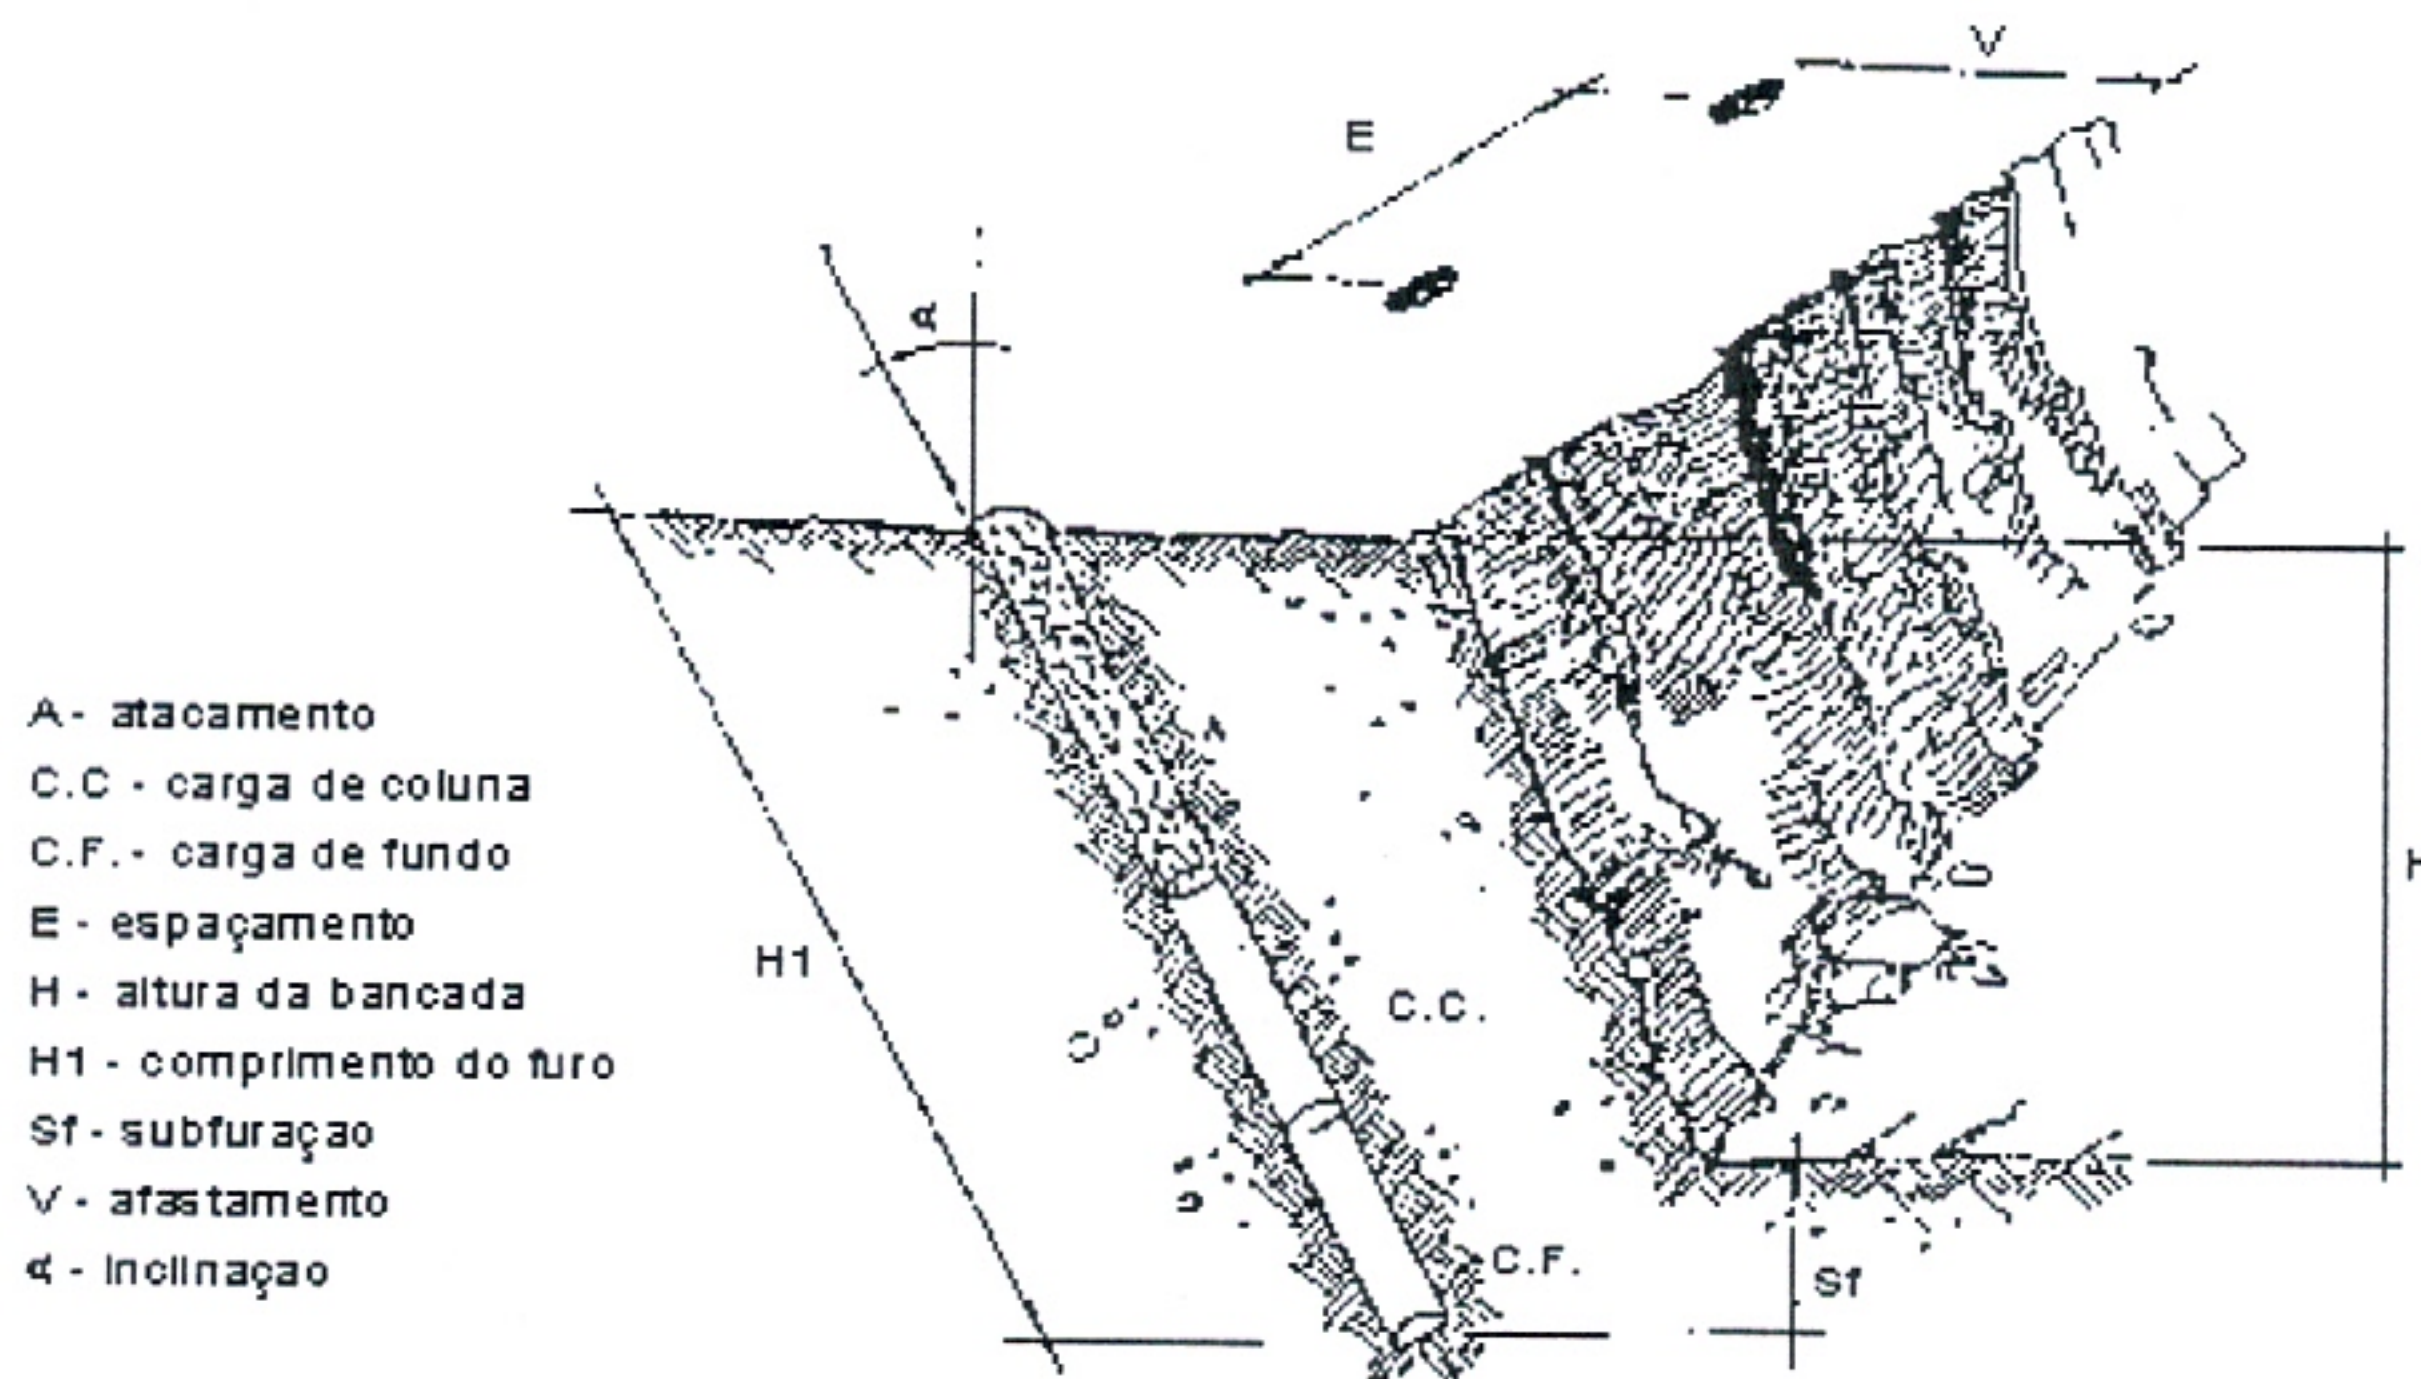 V
E
α
A
H1
C.C.
C.F.
Sf
H
A - atacamento
C.C - carga de coluna
C.F. - carga de fundo
E - espaçamento
H - altura da bancada
H1 - comprimento do furo
Sf - subfuraçao
V - afastamento
α - inclinaçao